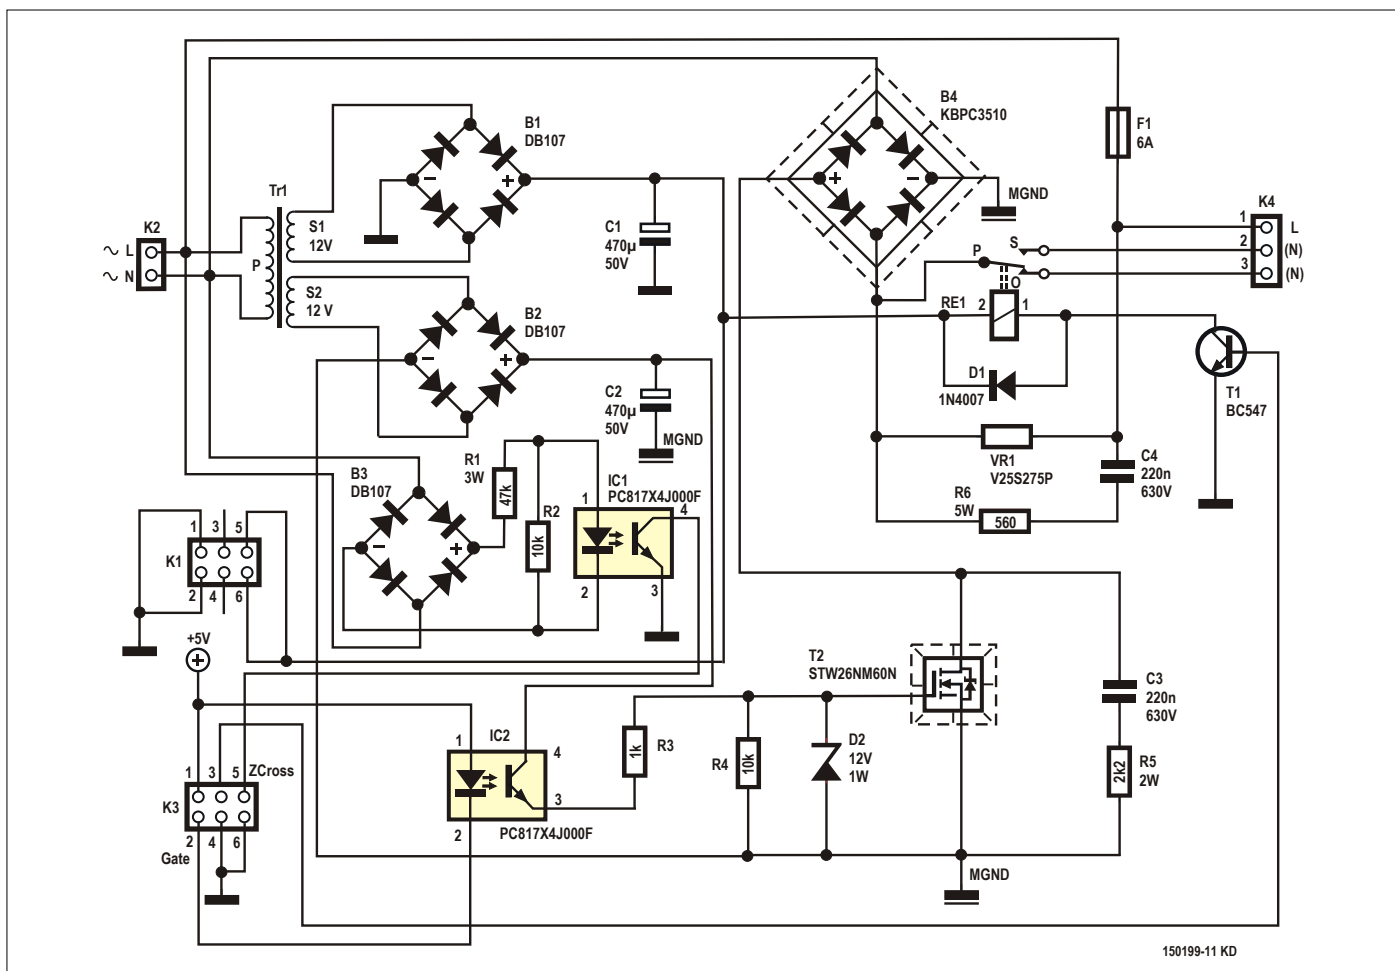 B1
DB107
B4
KBPC3510
F1
6A
Tr1
K2
L
N
P
S1
12V
S2
12 V
C1
470µ
50V
MGND
K4
1
L
2
(N)
3
(N)
P
S
O
RE1
2
1
B2
DB107
D1
1N4007
T1
BC547
C2
470µ
50V
MGND
VR1
V25S275P
C4
220n
630V
R6
5W
560
B3
DB107
R1
3W
47k
R2
10k
IC1
PC817X4J000F
1
4
2
3
K1
1
3
5
2
4
6
+5V
T2
STW26NM60N
C3
220n
630V
R5
2W
2k2
IC2
1
4
2
3
PC817X4J000F
R3
1k
R4
10k
D2
12V
1W
K3
1
3
5
ZCross
2
4
6
Gate
MGND
150199-11 KD